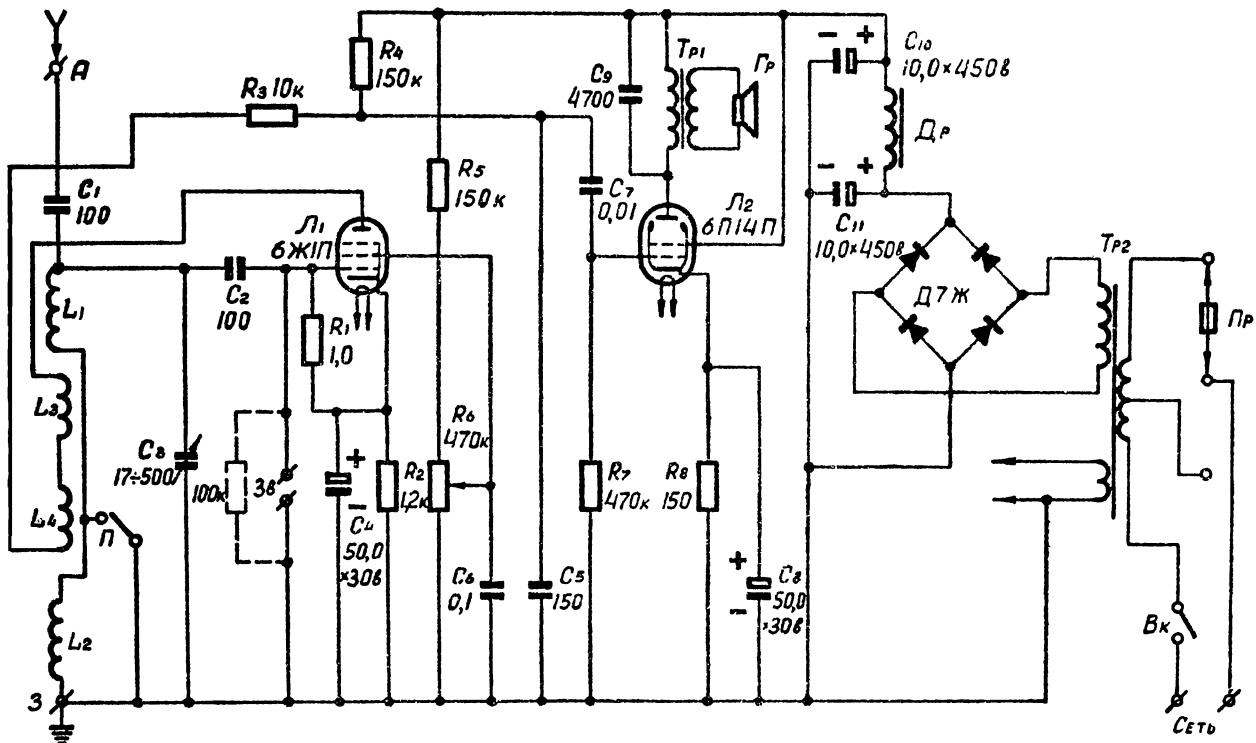 А
C1
100
L1
L3
L4
L2
З
П
R3 10к
R4
150к
C2
100
C3
17÷500
Л1
6Ж1П
R1
1,0
100к
Зв
+
−
C4
50,0
×30в
R2
1,2к
R5
150к
R6
470к
C6
0,1
C5
150
C7
0,01
R7
470к
C9
4700
Тр1
Гр
Л2
6П14П
R8
150
+
−
C8
50,0
×30в
− +
C10
10,0×450в
Др
− +
C11
10,0×450в
Д7Ж
Тр2
Пр
Вк
Сеть